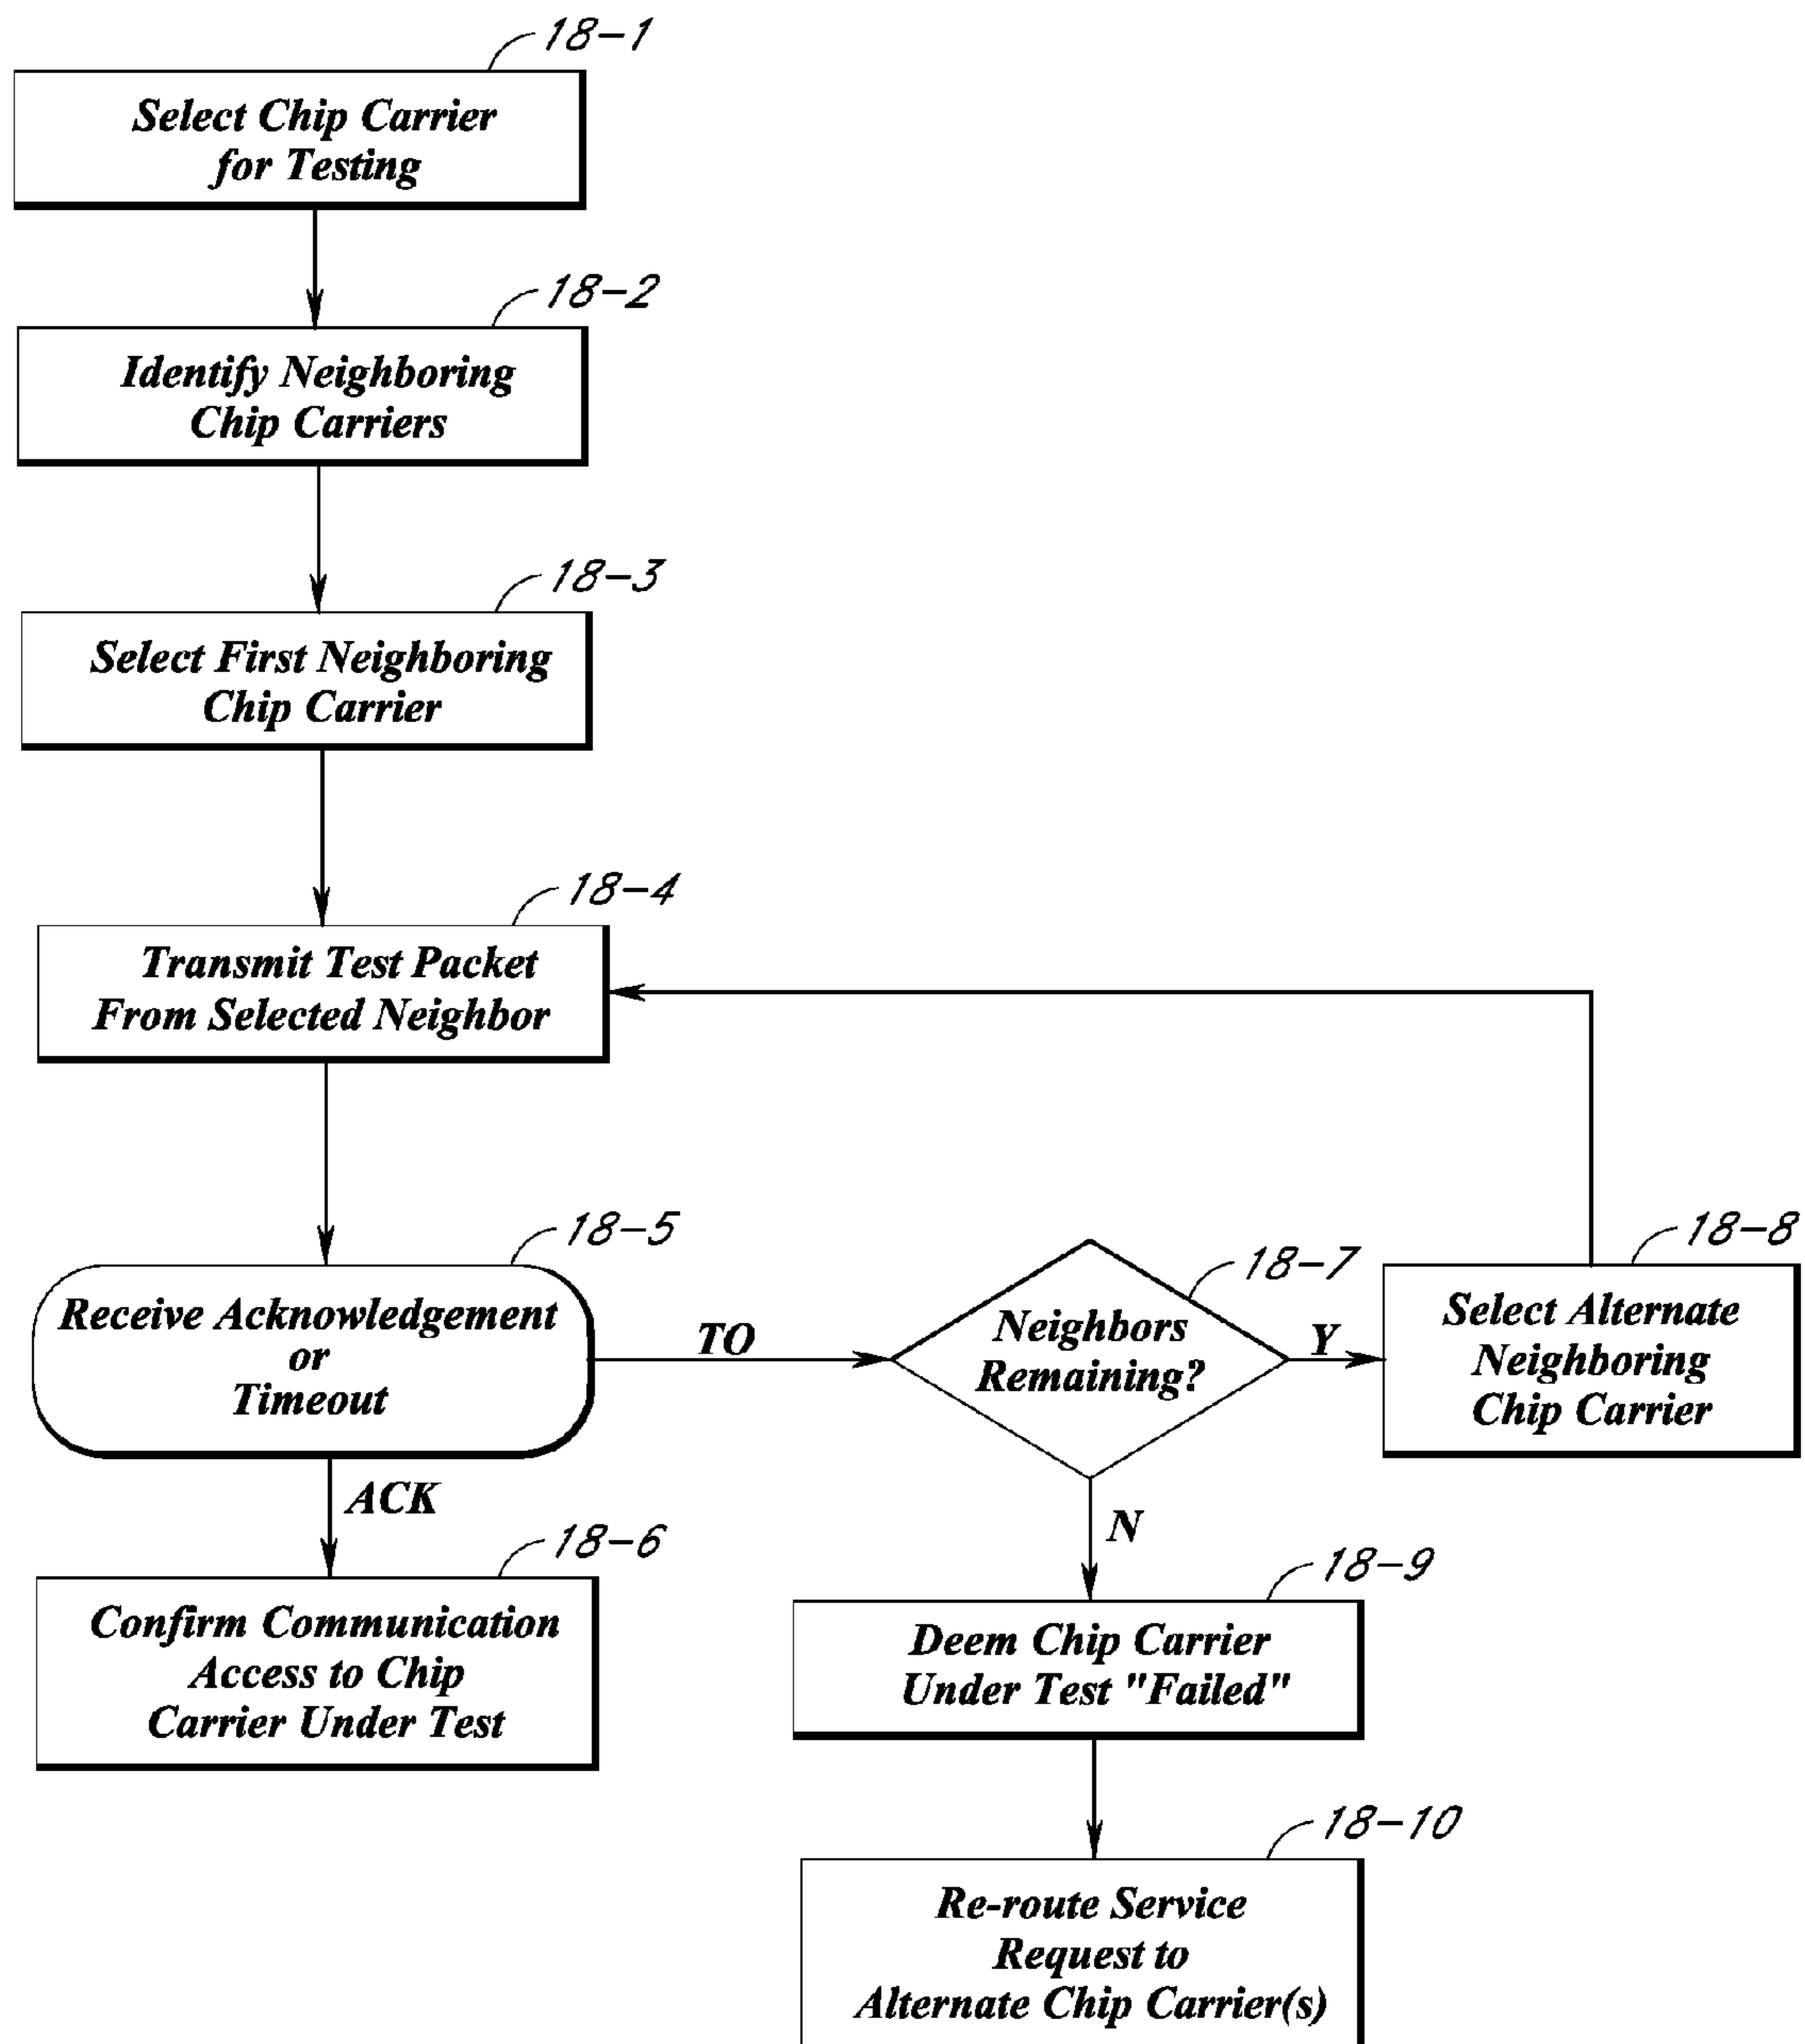 18-1
Select Chip Carrier
for Testing
18-2
Identify Neighboring
Chip Carriers
18-3
Select First Neighboring
Chip Carrier
18-4
Transmit Test Packet
From Selected Neighbor
18-5
Receive Acknowledgement
or
Timeout
TO
18-7
Neighbors
Remaining?
Y
18-8
Select Alternate
Neighboring
Chip Carrier
ACK
18-6
Confirm Communication
Access to Chip
Carrier Under Test
N
18-9
Deem Chip Carrier
Under Test "Failed"
18-10
Re-route Service
Request to
Alternate Chip Carrier(s)